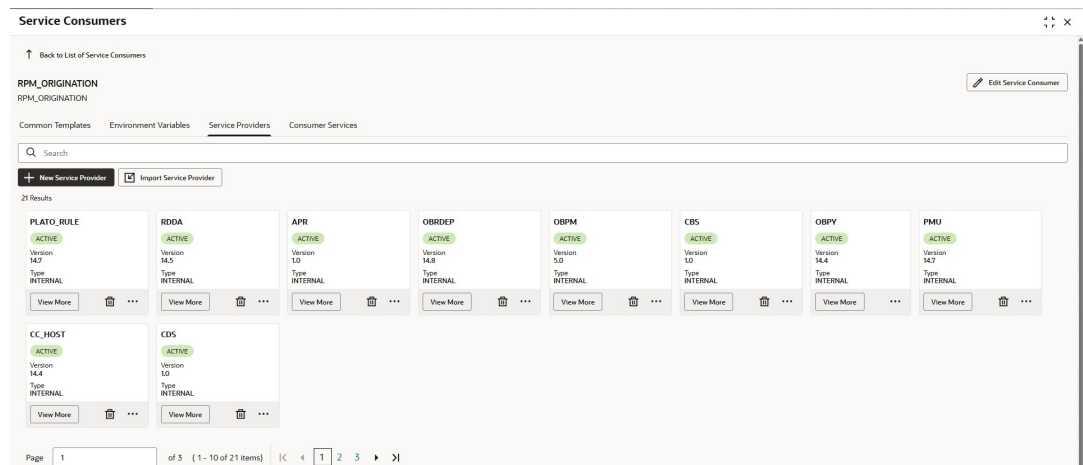 Service Consumers
Back to List of Service Consumers
RPM_ORIGINATION
RPM_ORIGINATION
Edit Service Consumer
Common Templates Environment Variables Service Providers Consumer Services
Search
New Service Provider Import Service Provider
21 Results
PLATO_RULE RDDA APR OBRDEP OBPM CBS OBPY PMU
ACTIVE ACTIVE ACTIVE ACTIVE ACTIVE ACTIVE ACTIVE ACTIVE
Version Version Version Version Version Version Version Version
14.7 14.5 1.0 14.8 5.0 1.0 14.4 14.7
Type Type Type Type Type Type Type Type
INTERNAL INTERNAL INTERNAL INTERNAL INTERNAL INTERNAL INTERNAL INTERNAL
View More View More View More View More View More View More View More View More
CC_HOST CDS
ACTIVE ACTIVE
Version Version
14.4 1.0
Type Type
INTERNAL INTERNAL
View More View More
Page 1 of 3 (1 - 10 of 21 items) 1 2 3